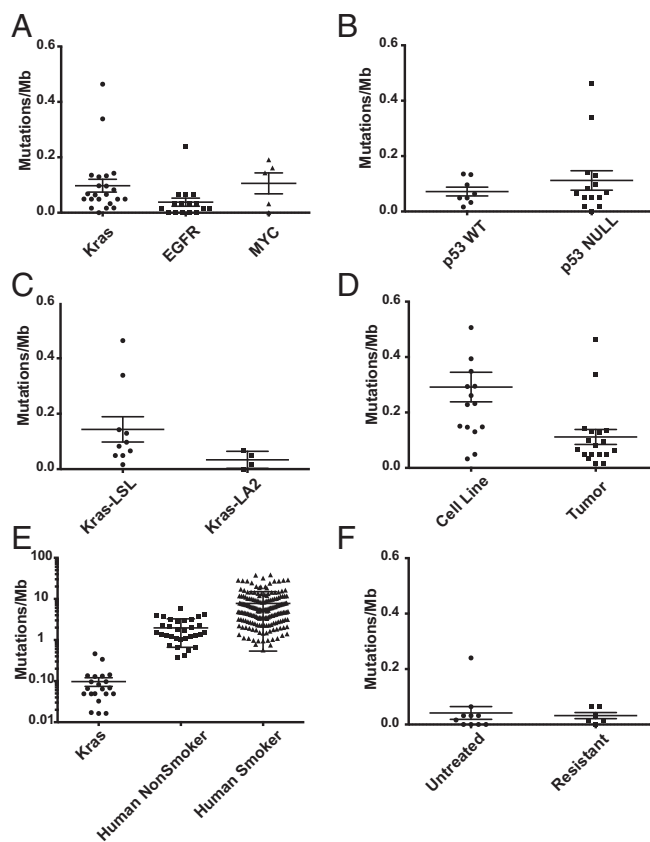 A
Mutations/Mb
0.6
0.4
0.2
0.0
Kras
EGFR
MYC
B
Mutations/Mb
0.6
0.4
0.2
0.0
p53 WT
p53 NULL
C
Mutations/Mb
0.6
0.4
0.2
0.0
Kras-LSL
Kras-LA2
D
Mutations/Mb
0.6
0.4
0.2
0.0
Cell Line
Tumor
E
Mutations/Mb
100
10
1
0.10
0.01
Kras
Human NonSmoker
Human Smoker
F
Mutations/Mb
0.6
0.4
0.2
0.0
Untreated
Resistant